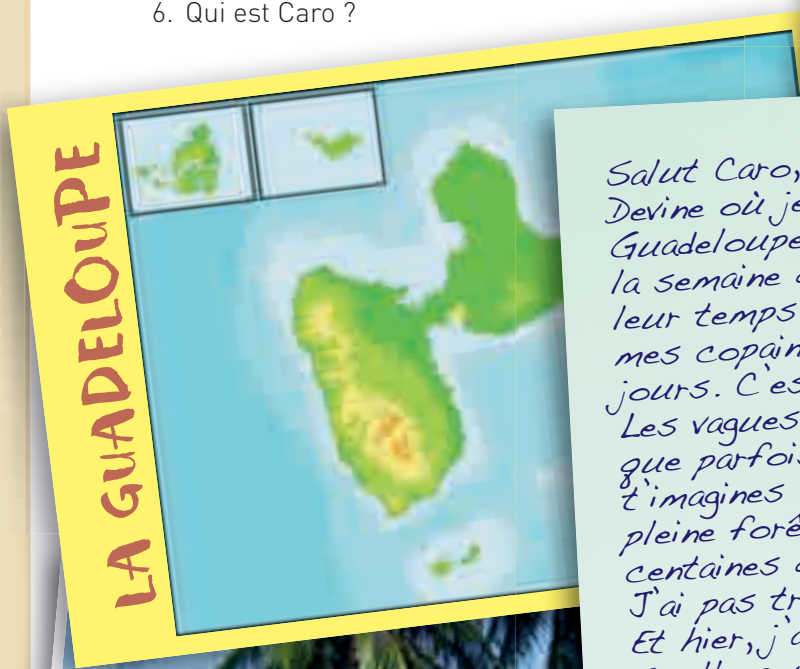 6. Qui est Caro ?
LA GUADELOUPE
Salut Caro,
Devine où je
Guadeloupe
la semaine
leur temps
mes copain
jours. C'es
Les vagues
que parfois
t'imagines
pleine forê
centaines
J'ai pas tr
Et hier, j'a